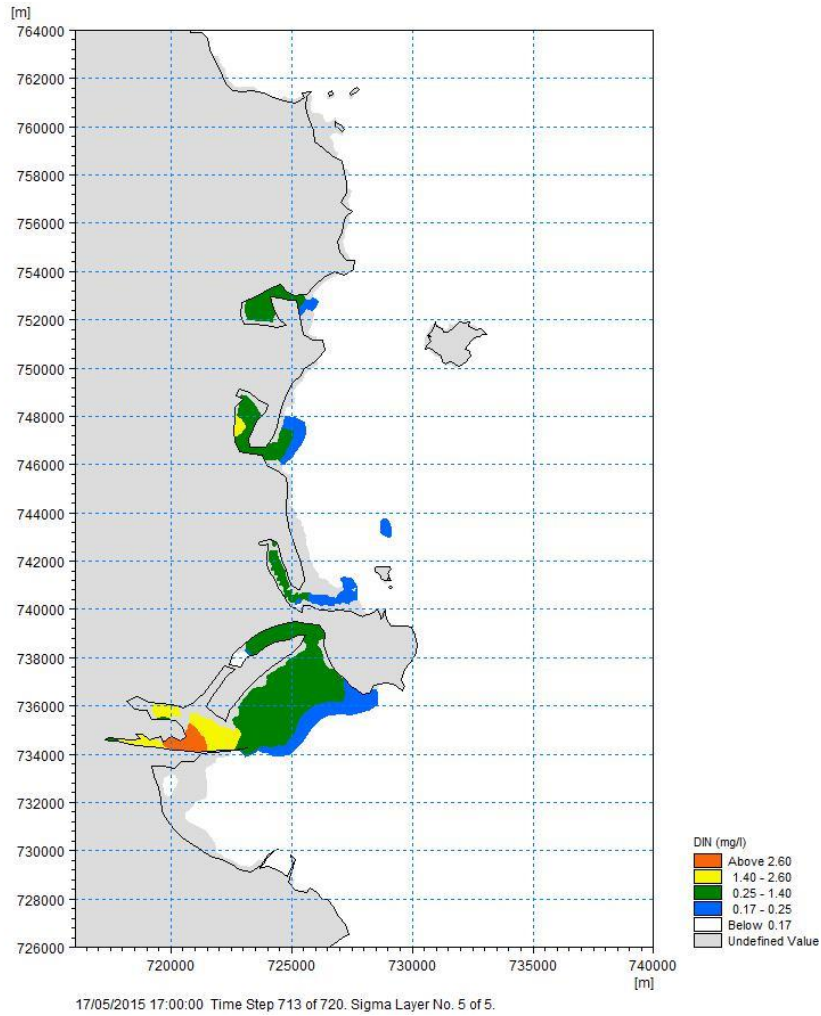 [m]
764000
762000
760000
758000
756000
754000
752000
750000
748000
746000
744000
742000
740000
738000
736000
734000
732000
730000
728000
726000
720000 725000 730000 735000 740000
[m]
DIN (mg/l)
Above 2.60
1.40 - 2.60
0.25 - 1.40
0.17 - 0.25
Below 0.17
Undefined Value
17/05/2015 17:00:00 Time Step 713 of 720. Sigma Layer No. 5 of 5.